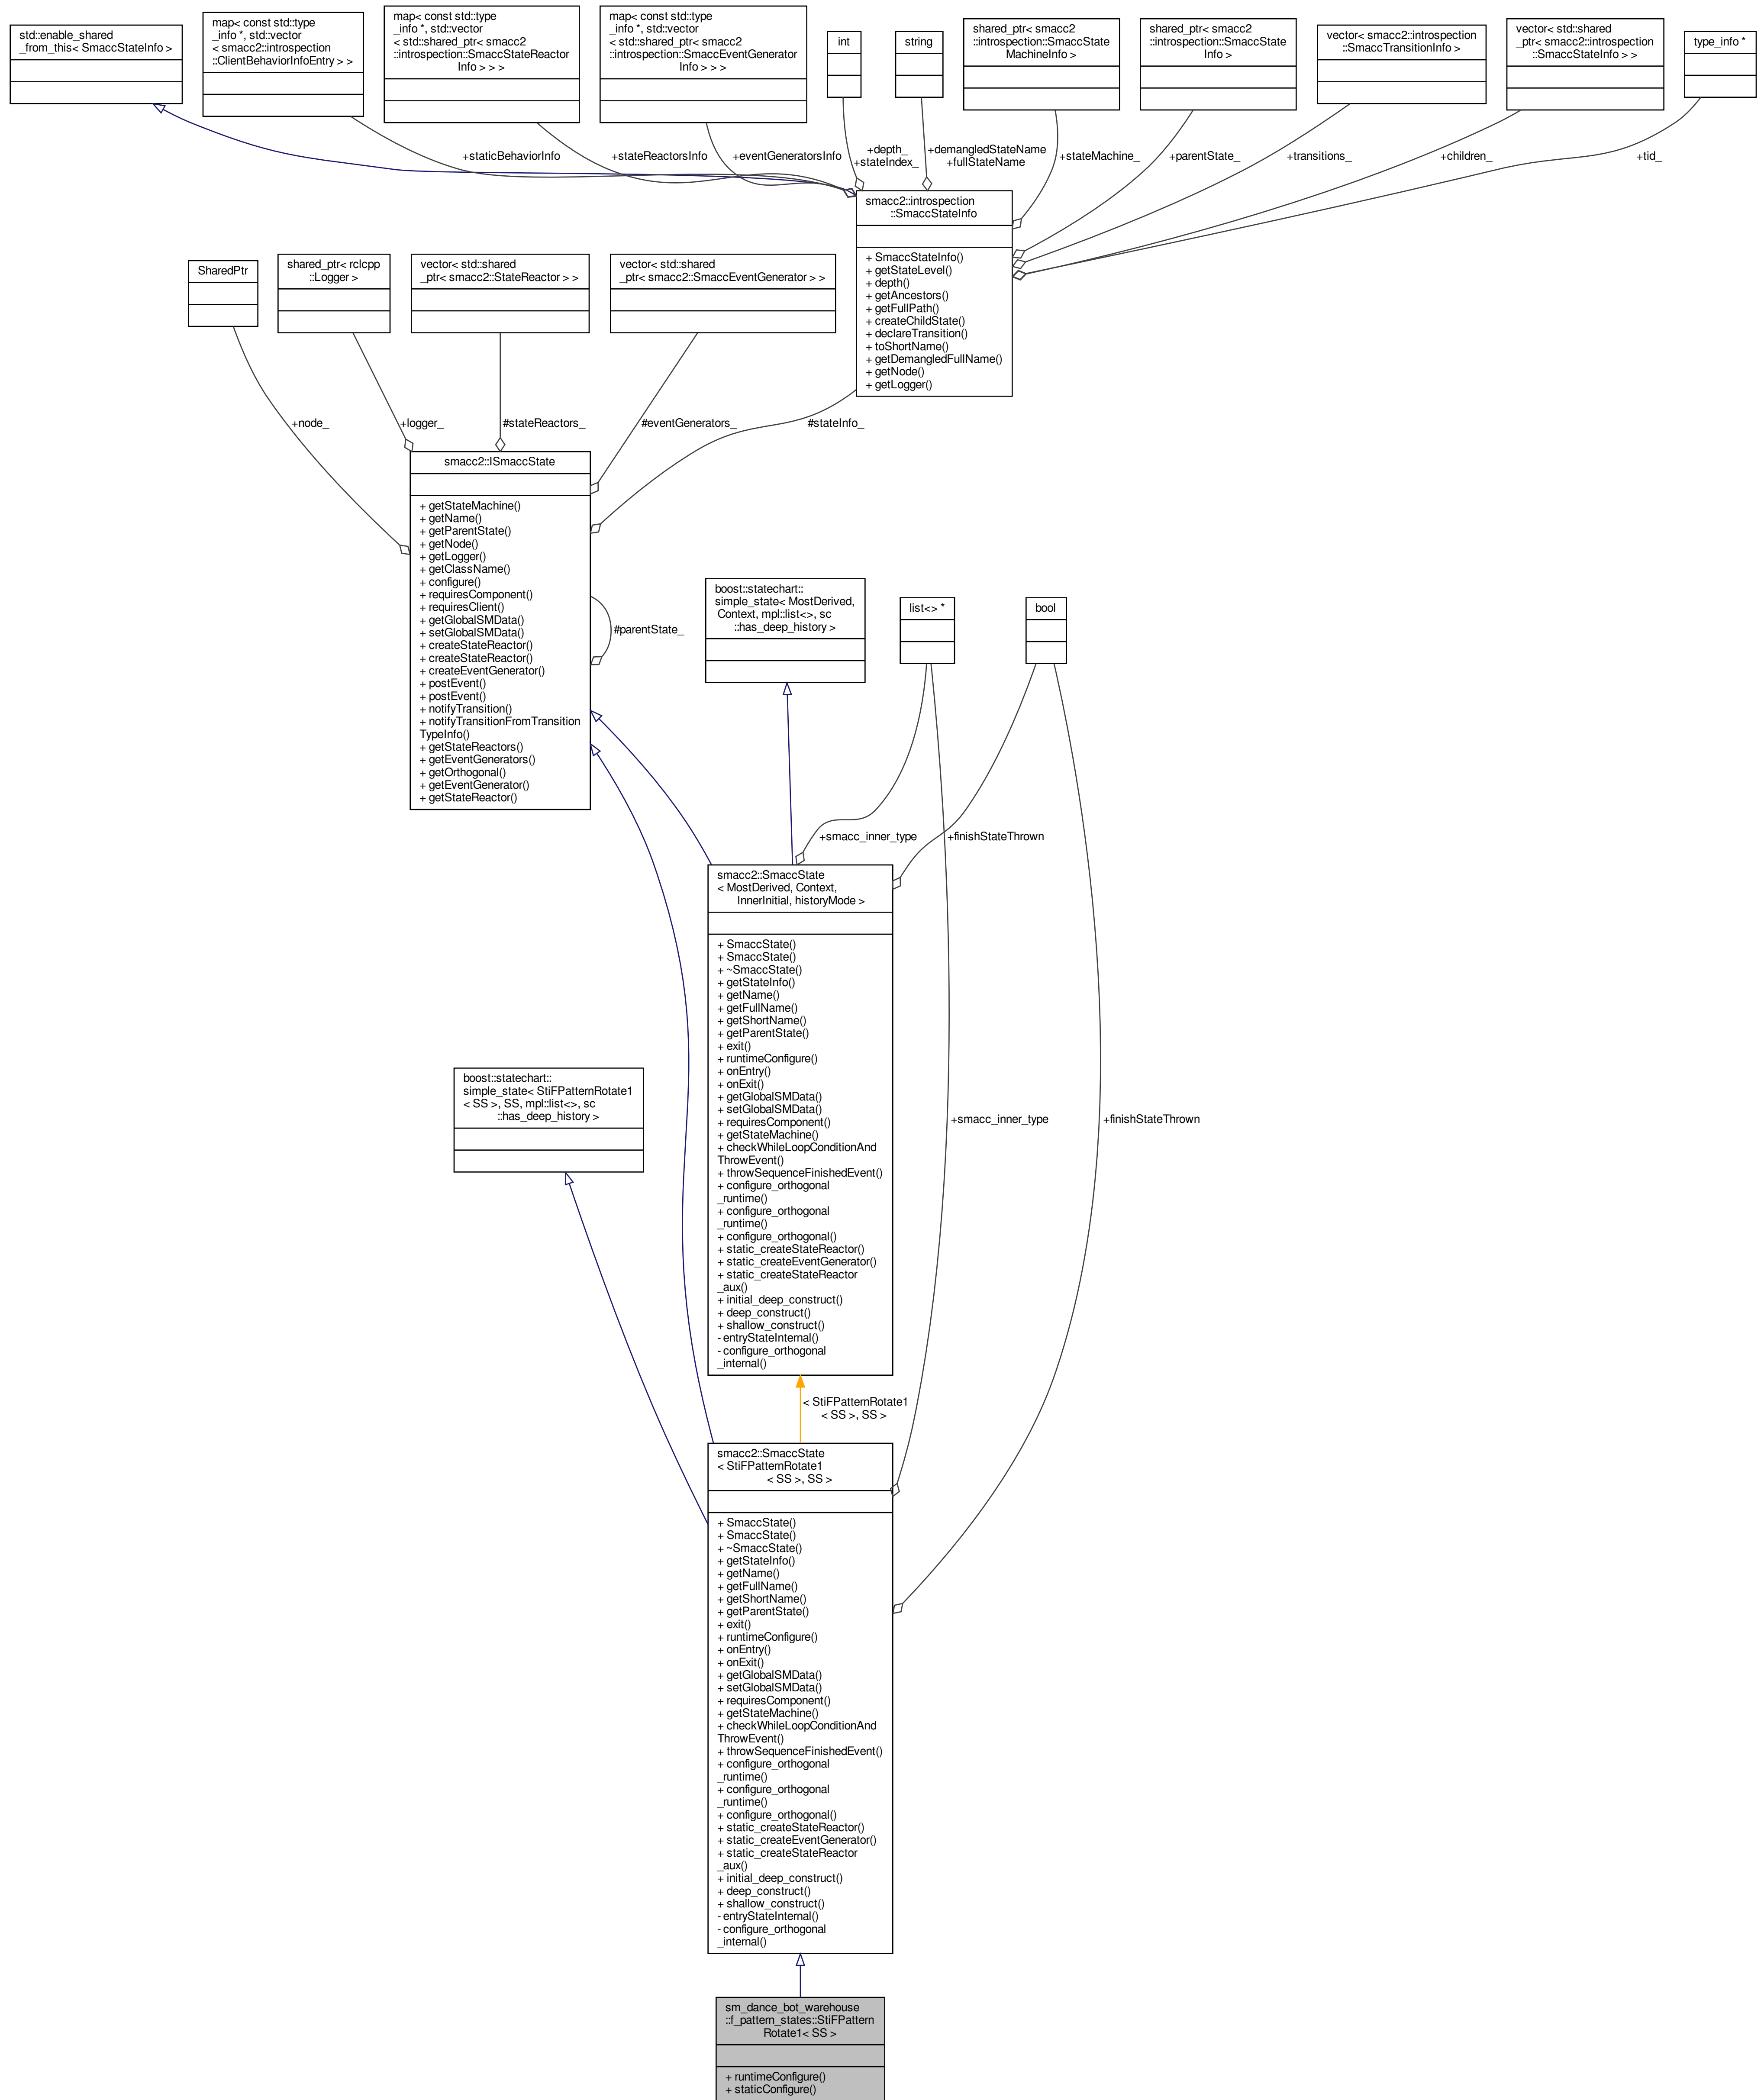 std::enable_shared
_from_this< SmaccStateInfo >
map< const std::type
_info *, std::vector
< smacc2::introspection
::ClientBehaviorInfoEntry > >
map< const std::type
_info *, std::vector
< std::shared_ptr< smacc2
::introspection::SmaccStateReactor
Info > > >
map< const std::type
_info *, std::vector
< std::shared_ptr< smacc2
::introspection::SmaccEventGenerator
Info > > >
int
string
shared_ptr< smacc2
::introspection::SmaccState
MachineInfo >
shared_ptr< smacc2
::introspection::SmaccState
Info >
vector< smacc2::introspection
::SmaccTransitionInfo >
vector< std::shared
_ptr< smacc2::introspection
::SmaccStateInfo > >
type_info *
+staticBehaviorInfo
+stateReactorsInfo
+eventGeneratorsInfo
+depth_
+stateIndex_
+demangledStateName
+fullStateName
+stateMachine_
+parentState_
+transitions_
+children_
+tid_
smacc2::introspection
::SmaccStateInfo
+ SmaccStateInfo()
+ getStateLevel()
+ depth()
+ getAncestors()
+ getFullPath()
+ createChildState()
+ declareTransition()
+ toShortName()
+ getDemangledFullName()
+ getNode()
+ getLogger()
SharedPtr
shared_ptr< rclcpp
::Logger >
vector< std::shared
_ptr< smacc2::StateReactor > >
vector< std::shared
_ptr< smacc2::SmaccEventGenerator > >
+node_
+logger_
#stateReactors_
#eventGenerators_
#stateInfo_
smacc2::ISmaccState
+ getStateMachine()
+ getName()
+ getParentState()
+ getNode()
+ getLogger()
+ getClassName()
+ configure()
+ requiresComponent()
+ requiresClient()
+ getGlobalSMData()
+ setGlobalSMData()
+ createStateReactor()
+ createStateReactor()
+ createEventGenerator()
+ postEvent()
+ postEvent()
+ notifyTransition()
+ notifyTransitionFromTransition
TypeInfo()
+ getStateReactors()
+ getEventGenerators()
+ getOrthogonal()
+ getEventGenerator()
+ getStateReactor()
#parentState_
boost::statechart::
simple_state< MostDerived,
Context, mpl::list<>, sc
::has_deep_history >
list<> *
bool
+smacc_inner_type
+finishStateThrown
smacc2::SmaccState
< MostDerived, Context,
InnerInitial, historyMode >
+ SmaccState()
+ SmaccState()
+ ~SmaccState()
+ getStateInfo()
+ getName()
+ getFullName()
+ getShortName()
+ getParentState()
+ exit()
+ runtimeConfigure()
+ onEntry()
+ onExit()
+ getGlobalSMData()
+ setGlobalSMData()
+ requiresComponent()
+ getStateMachine()
+ checkWhileLoopConditionAnd
ThrowEvent()
+ throwSequenceFinishedEvent()
+ configure_orthogonal
_runtime()
+ configure_orthogonal
_runtime()
+ configure_orthogonal()
+ static_createStateReactor()
+ static_createEventGenerator()
+ static_createStateReactor
_aux()
+ initial_deep_construct()
+ deep_construct()
+ shallow_construct()
- entryStateInternal()
- configure_orthogonal
_internal()
boost::statechart::
simple_state< StiFPatternRotate1
< SS >, SS, mpl::list<>, sc
::has_deep_history >
+smacc_inner_type
+finishStateThrown
< StiFPatternRotate1
< SS >, SS >
smacc2::SmaccState
< StiFPatternRotate1
< SS >, SS >
+ SmaccState()
+ SmaccState()
+ ~SmaccState()
+ getStateInfo()
+ getName()
+ getFullName()
+ getShortName()
+ getParentState()
+ exit()
+ runtimeConfigure()
+ onEntry()
+ onExit()
+ getGlobalSMData()
+ setGlobalSMData()
+ requiresComponent()
+ getStateMachine()
+ checkWhileLoopConditionAnd
ThrowEvent()
+ throwSequenceFinishedEvent()
+ configure_orthogonal
_runtime()
+ configure_orthogonal
_runtime()
+ configure_orthogonal()
+ static_createStateReactor()
+ static_createEventGenerator()
+ static_createStateReactor
_aux()
+ initial_deep_construct()
+ deep_construct()
+ shallow_construct()
- entryStateInternal()
- configure_orthogonal
_internal()
sm_dance_bot_warehouse
::f_pattern_states::StiFPattern
Rotate1< SS >
+ runtimeConfigure()
+ staticConfigure()